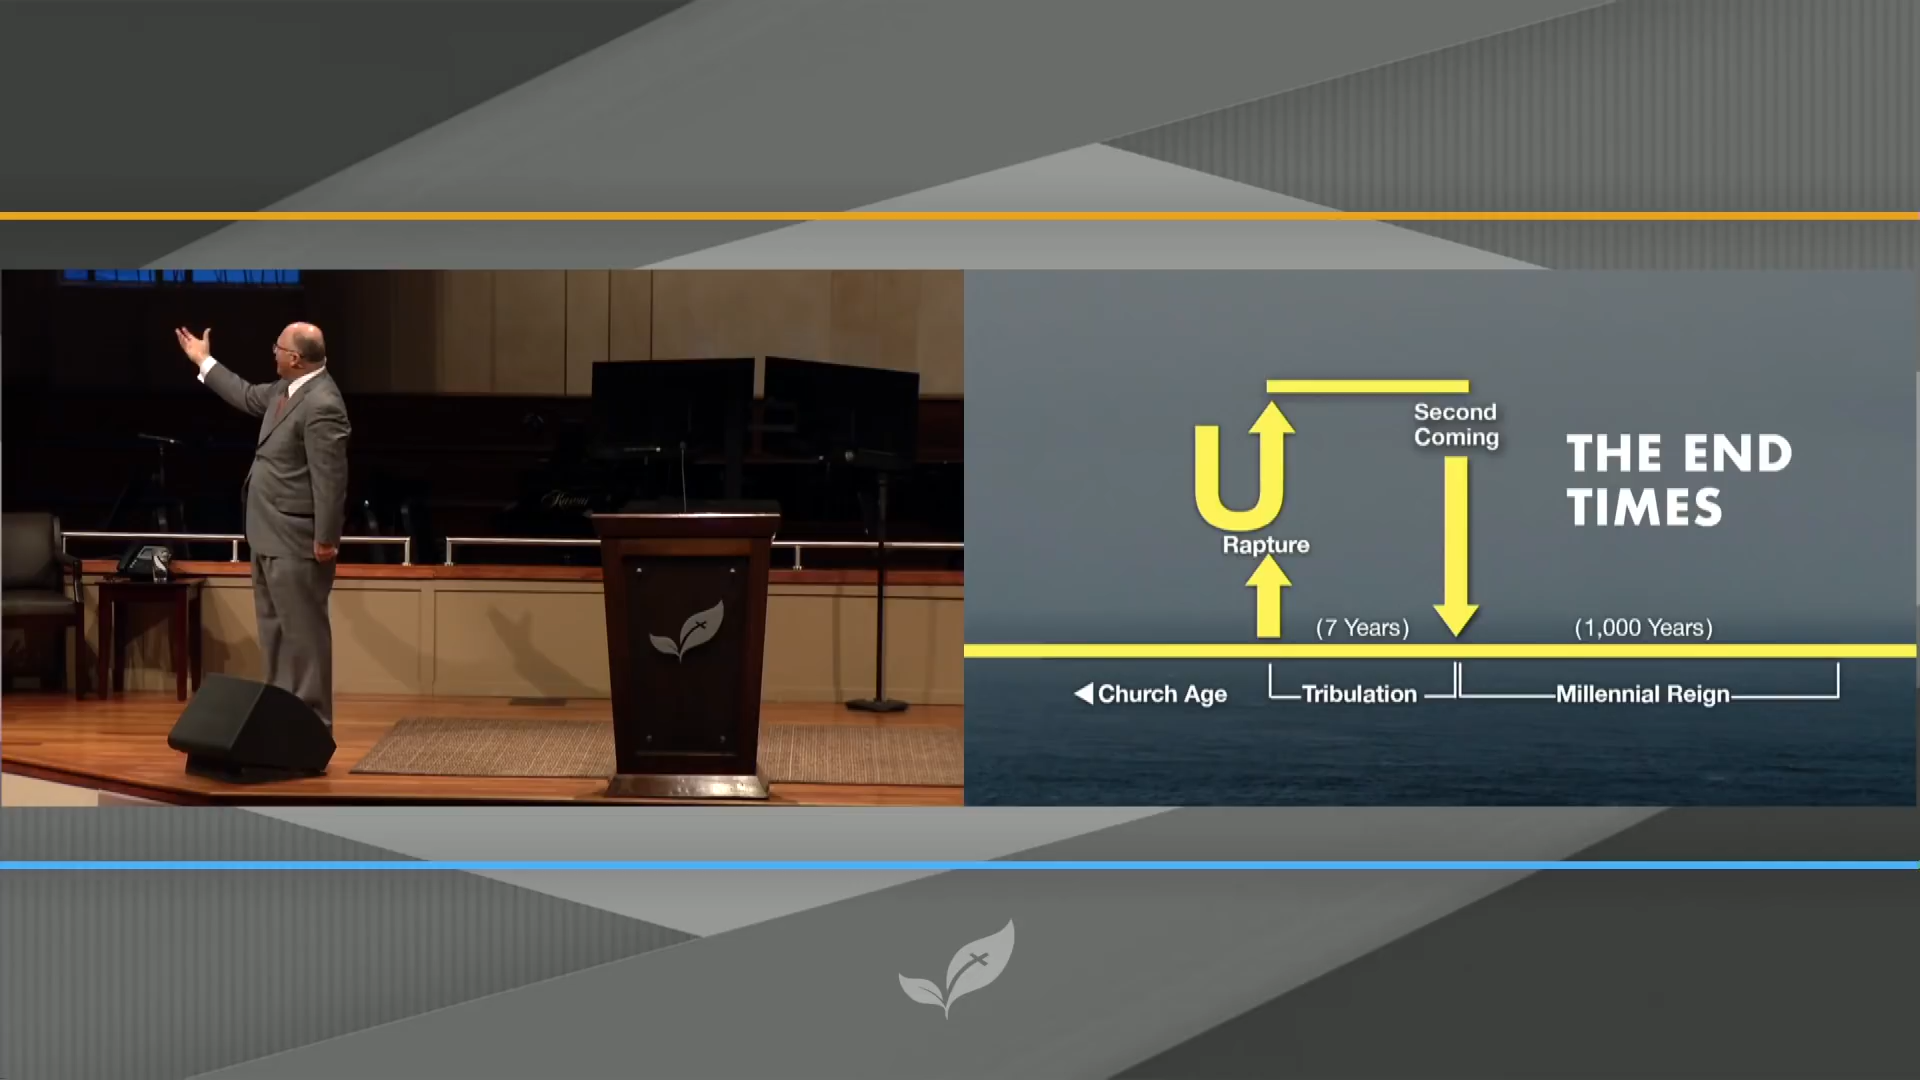 Second
Coming
THE END
TIMES
Rapture
(7 Years)
(1,000 Years)
Church Age
Tribulation
Millennial Reign